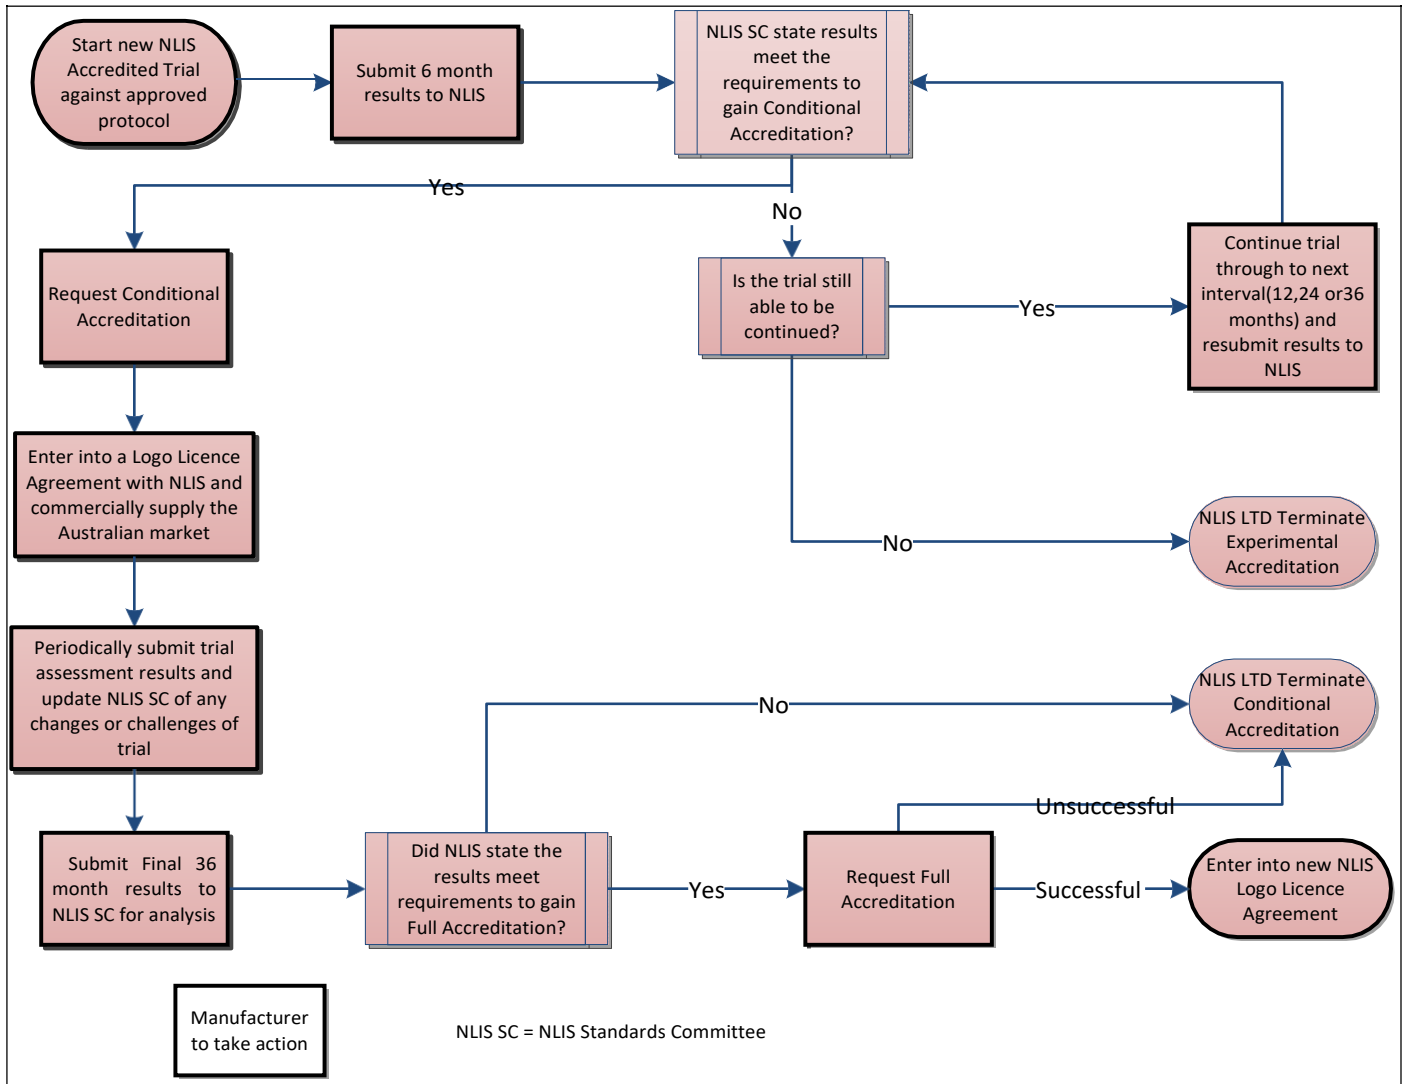 Start new NLIS
Accredited Trial
against approved
protocol
Submit 6 month
results to NLIS
NLIS SC state results
meet the
requirements to
gain Conditional
Accreditation?
Yes
No
Request Conditional
Accreditation
Is the trial still
able to be
continued?
Yes
Continue trial
through to next
interval(12,24 or36
months) and
resubmit results to
NLIS
Enter into a Logo Licence
Agreement with NLIS and
commercially supply the
Australian market
No
NLIS LTD Terminate
Experimental
Accreditation
Periodically submit trial
assessment results and
update NLIS SC of any
changes or challenges of
trial
No
NLIS LTD Terminate
Conditional
Accreditation
Unsuccessful
Submit Final 36
month results to
NLIS SC for analysis
Did NLIS state the
results meet
requirements to gain
Full Accreditation?
Yes
Request Full
Accreditation
Successful
Enter into new NLIS
Logo Licence
Agreement
Manufacturer
to take action
NLIS SC = NLIS Standards Committee